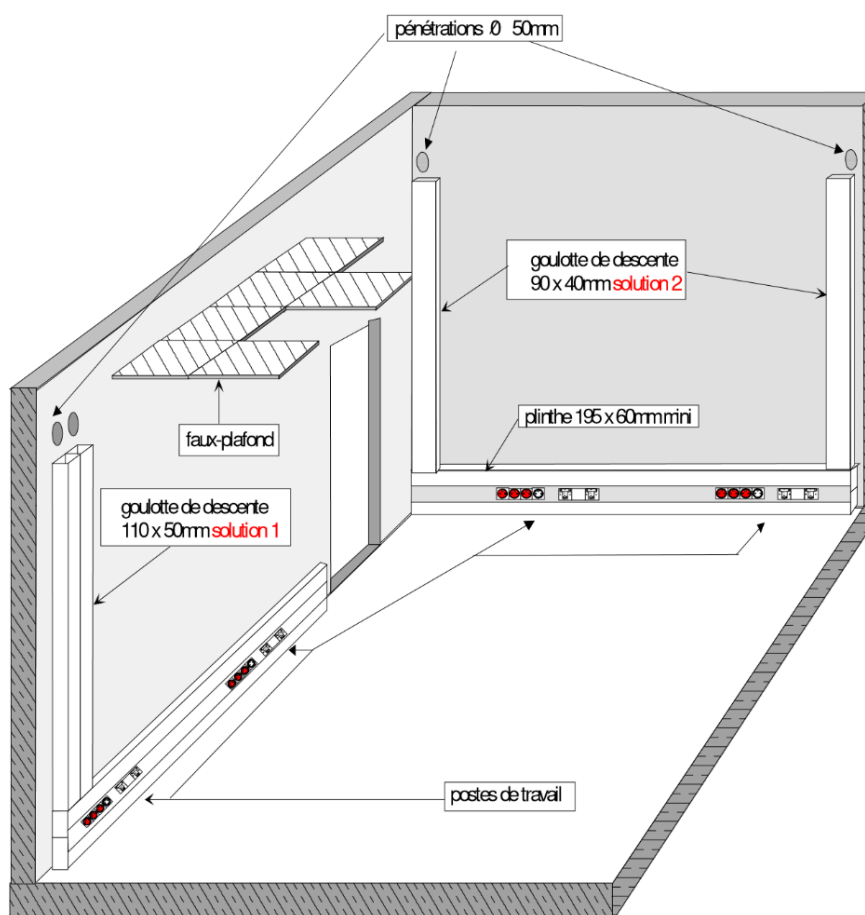 pénétrations Ø 50mm
goulotte de descente
90 x 40mm solution 2
plinthe 195 x 60mm mini
faux-plafond
goulotte de descente
110 x 50mm solution 1
postes de travail